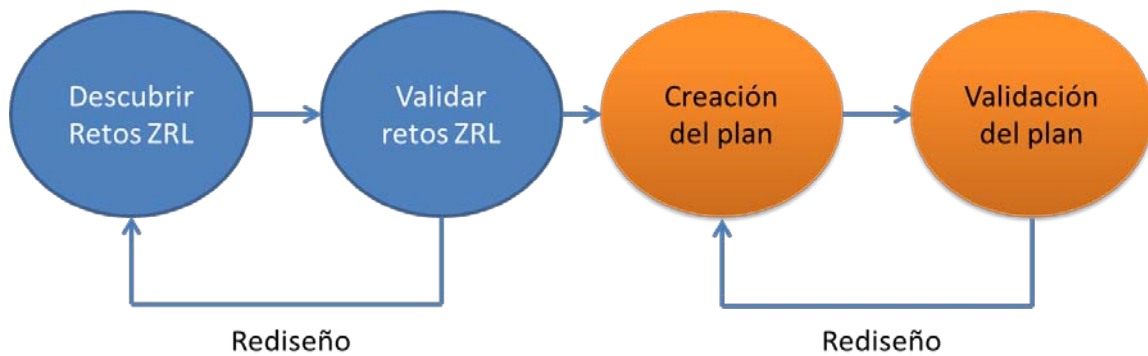 Descubrir
Retos ZRL
Validar
retos ZRL
Creación
del plan
Validación
del plan
Rediseño
Rediseño